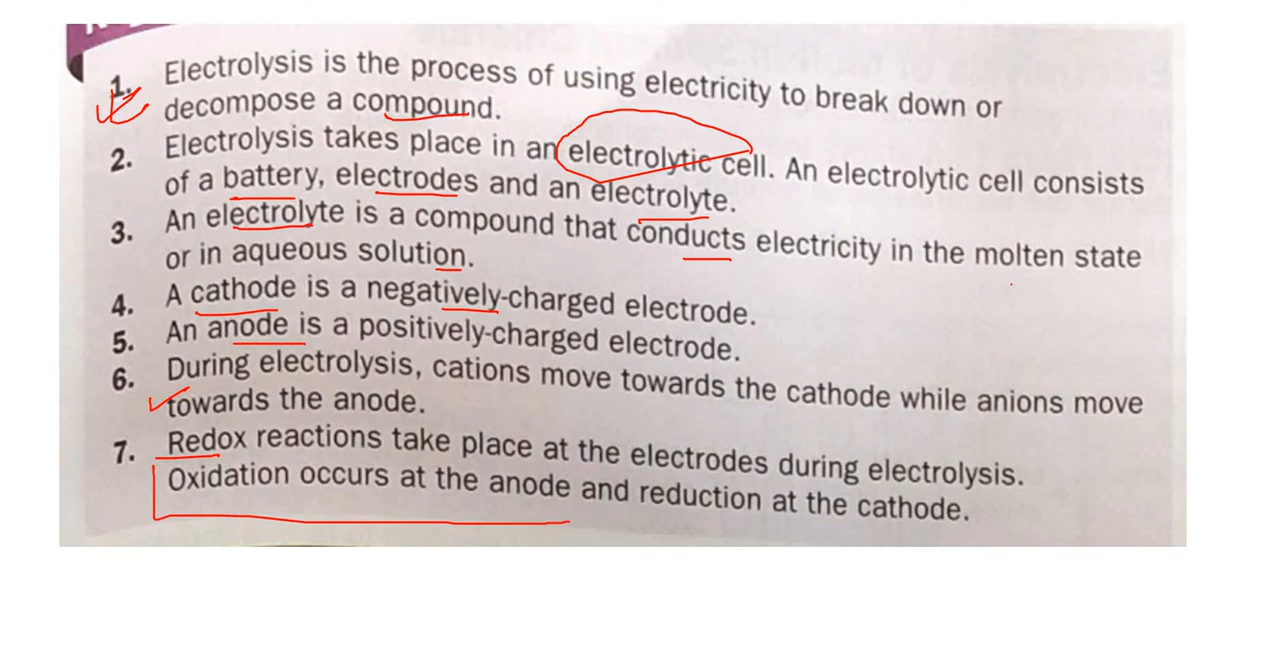 1. Electrolysis is the process of using electricity to break down or
decompose a compound.
2. Electrolysis takes place in an electrolytic cell. An electrolytic cell consists
of a battery, electrodes and an electrolyte.
3. An electrolyte is a compound that conducts electricity in the molten state
or in aqueous solution.
4. A cathode is a negatively-charged electrode.
5. An anode is a positively-charged electrode.
6. During electrolysis, cations move towards the cathode while anions move
towards the anode.
7. Redox reactions take place at the electrodes during electrolysis.
Oxidation occurs at the anode and reduction at the cathode.